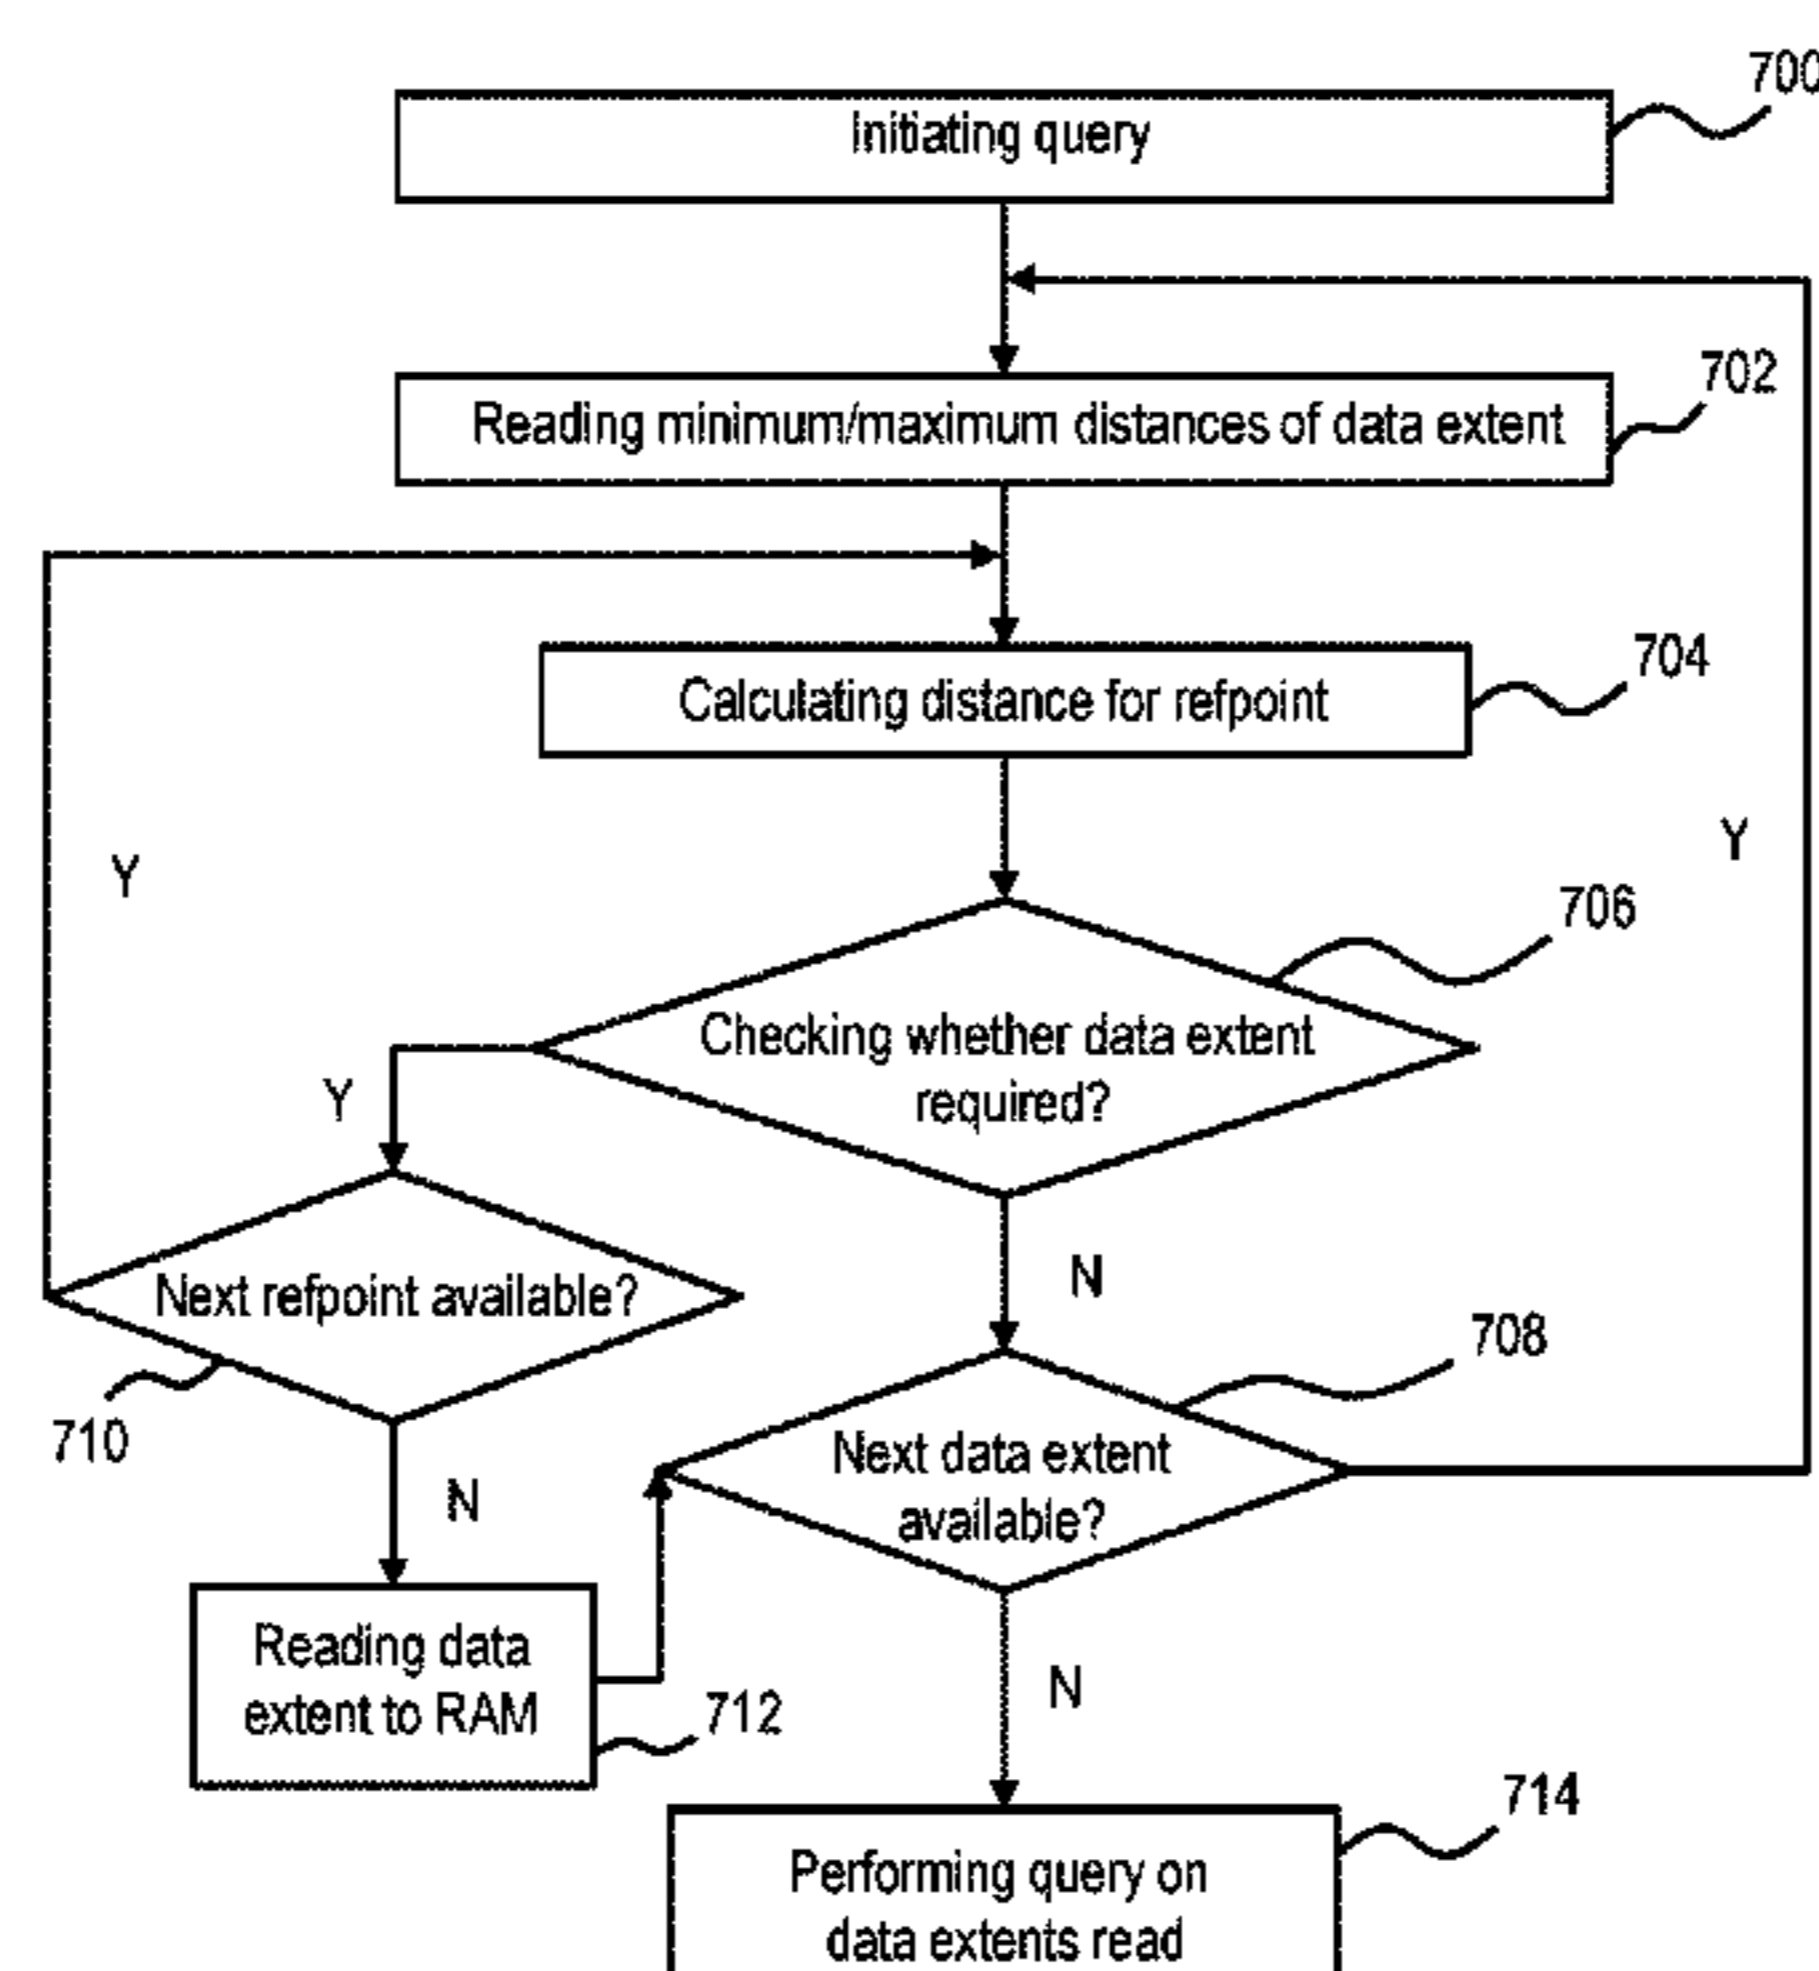 700
Initiating query
702
Reading minimum/maximum distances of data extent
704
Calculating distance for refpoint
Y
Y
706
Checking whether data extent
required?
Y
N
Next refpoint available?
708
710
Next data extent
available?
N
Reading data
extent to RAM
712
N
714
Performing query on
data extents read